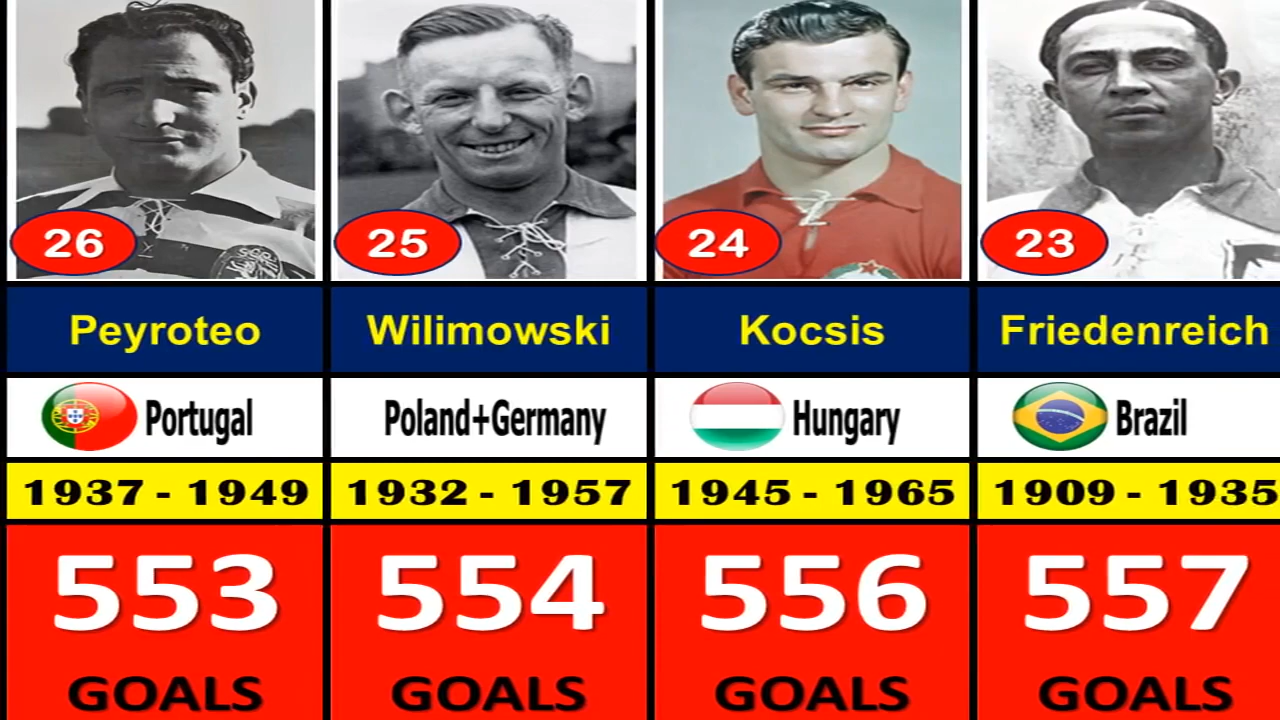 26 25 24 23
Peyroteo Wilimowski Kocsis Friedenreich
Portugal Poland+Germany Hungary Brazil
1937 - 1949 1932 - 1957 1945 - 1965 1909 - 1935
553 554 556 557
GOALS GOALS GOALS GOALS